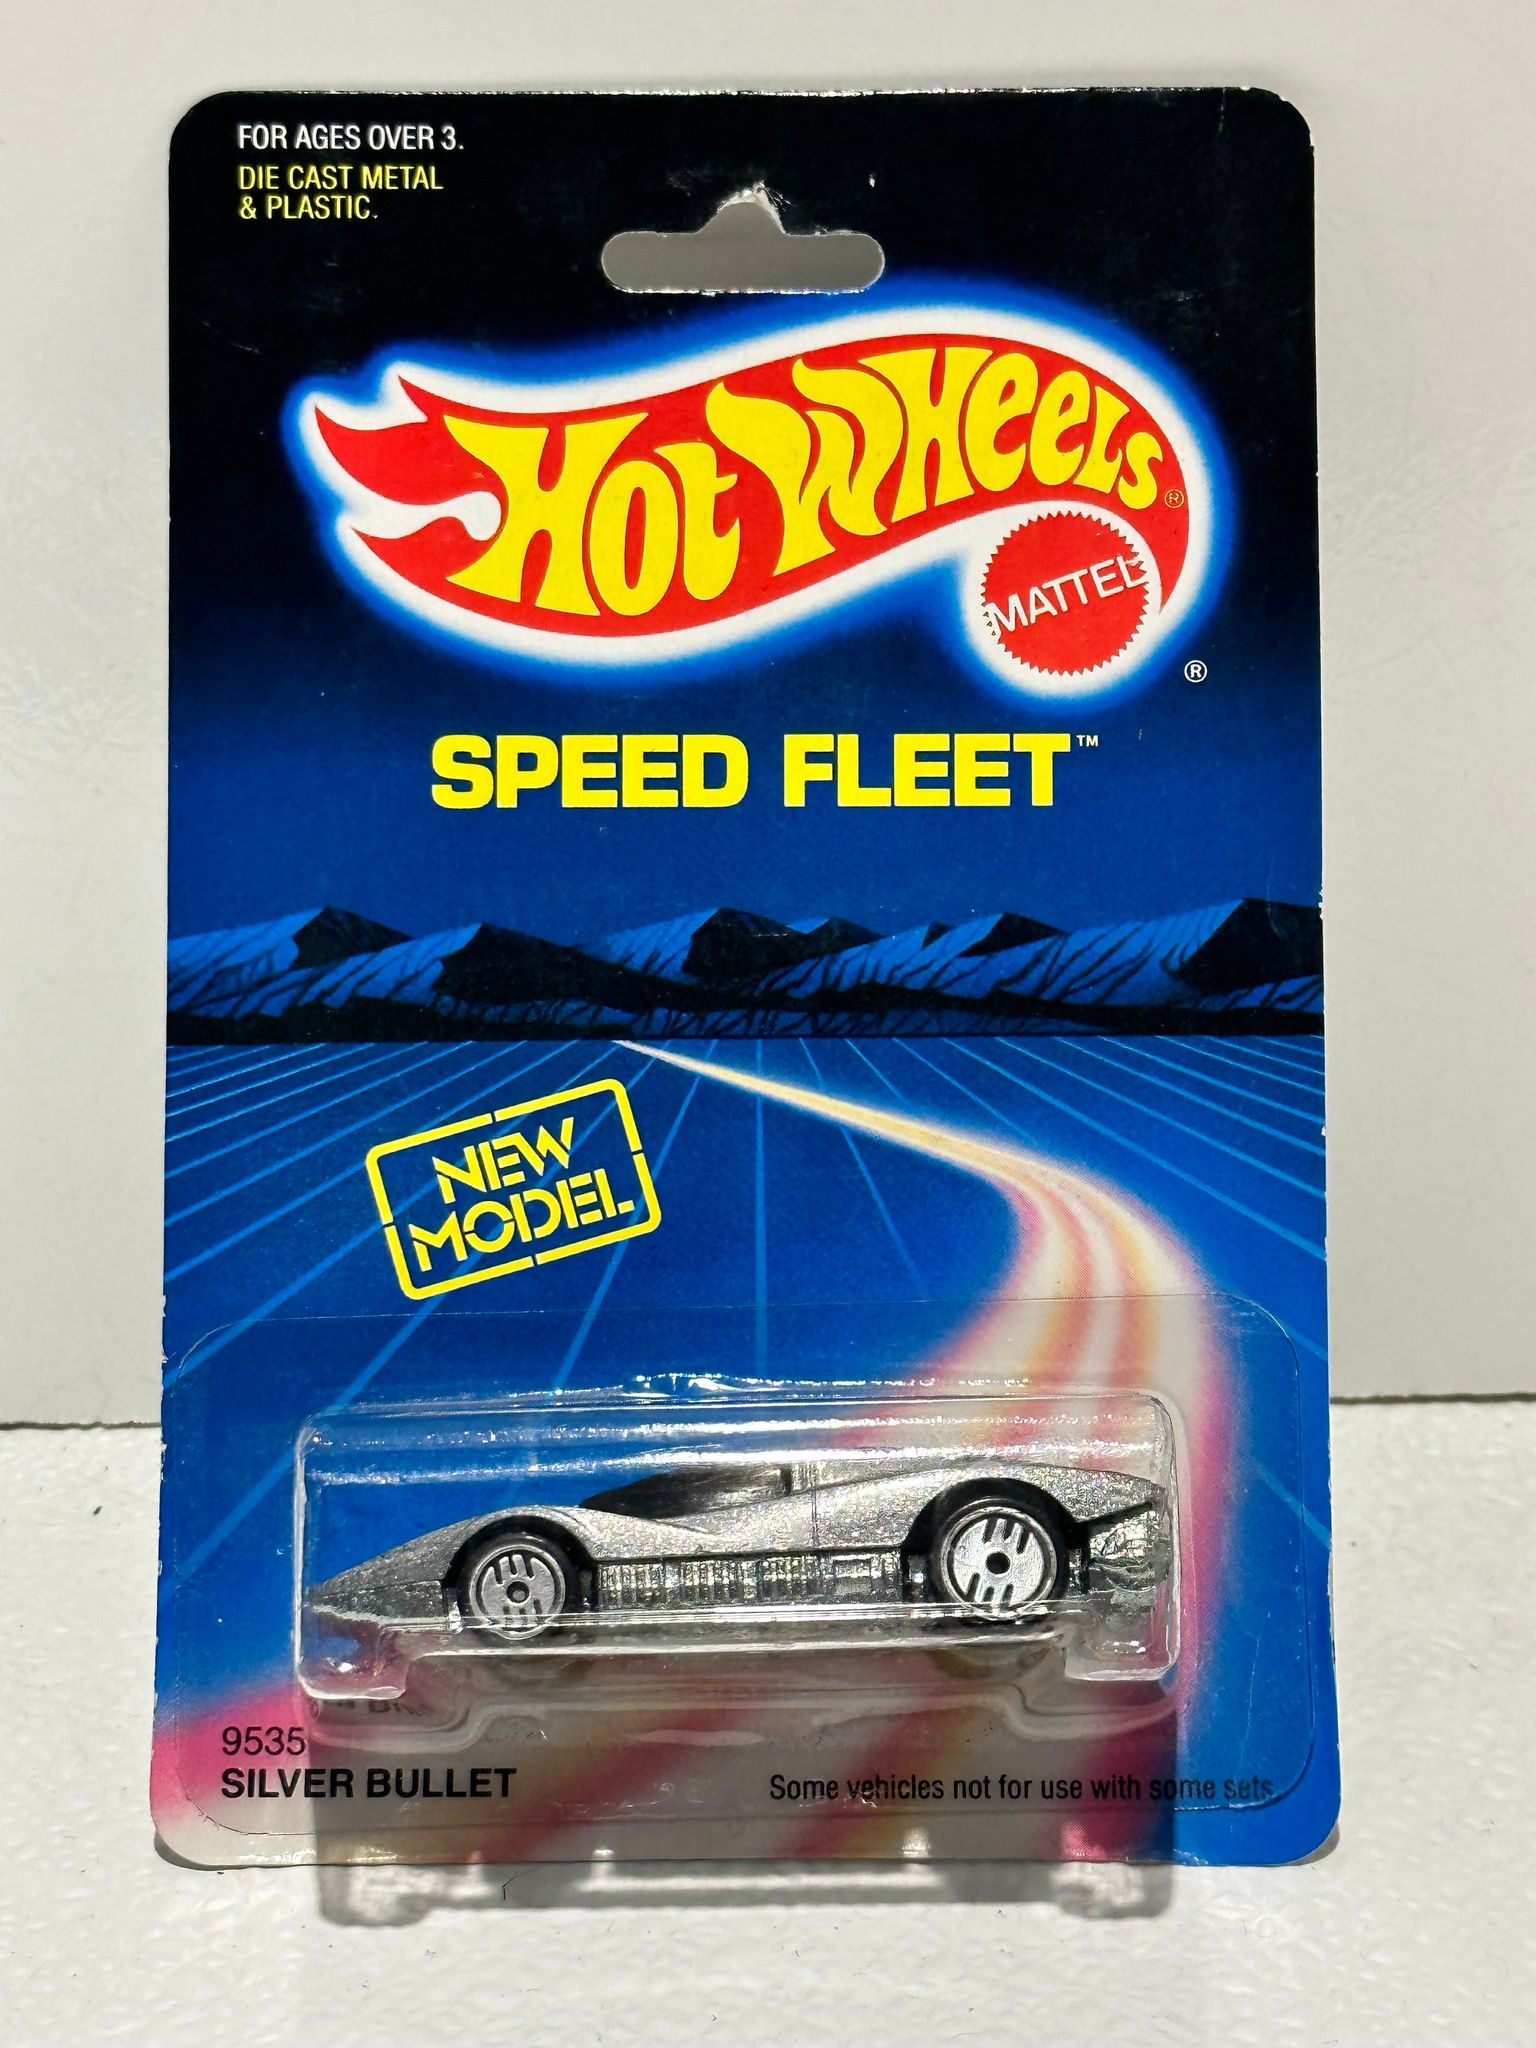 FOR AGES OVER 3.
DIE CAST METAL
& PLASTIC.
HOT WHEELS®
MATTEL
®
SPEED FLEET™
NEW
MODEL
9535
SILVER BULLET
Some vehicles not for use with some sets.